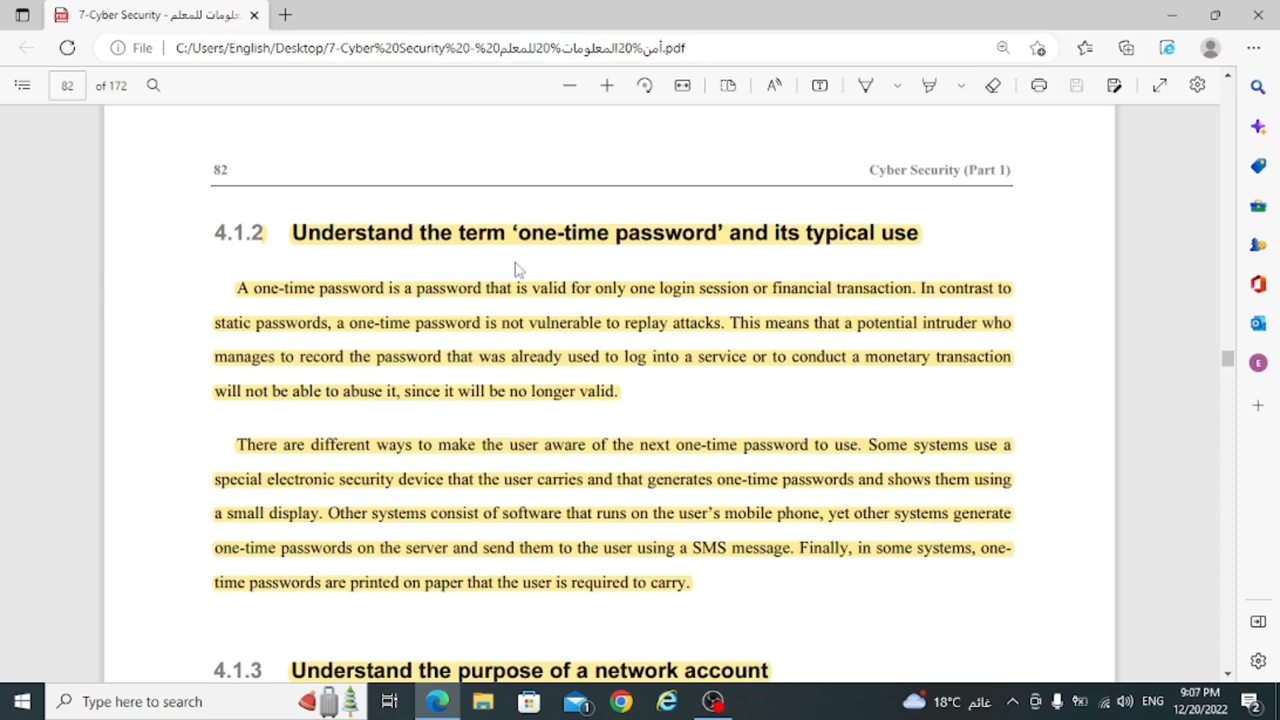 7-Cyber Security - أمن المعلومات للمعلم
File
C:/Users/English/Desktop/7-Cyber%20Security%20-%20أمن%20المعلومات%20للمعلم.pdf
82 of 172
82 Cyber Security (Part 1)
4.1.2 Understand the term ‘one-time password’ and its typical use
A one-time password is a password that is valid for only one login session or financial transaction. In contrast to
static passwords, a one-time password is not vulnerable to replay attacks. This means that a potential intruder who
manages to record the password that was already used to log into a service or to conduct a monetary transaction
will not be able to abuse it, since it will be no longer valid.
There are different ways to make the user aware of the next one-time password to use. Some systems use a
special electronic security device that the user carries and that generates one-time passwords and shows them using
a small display. Other systems consist of software that runs on the user’s mobile phone, yet other systems generate
one-time passwords on the server and send them to the user using a SMS message. Finally, in some systems, one-
time passwords are printed on paper that the user is required to carry.
4.1.3 Understand the purpose of a network account
E
Type here to search
1
18°C غائم
ENG
9:07 PM
12/20/2022
2